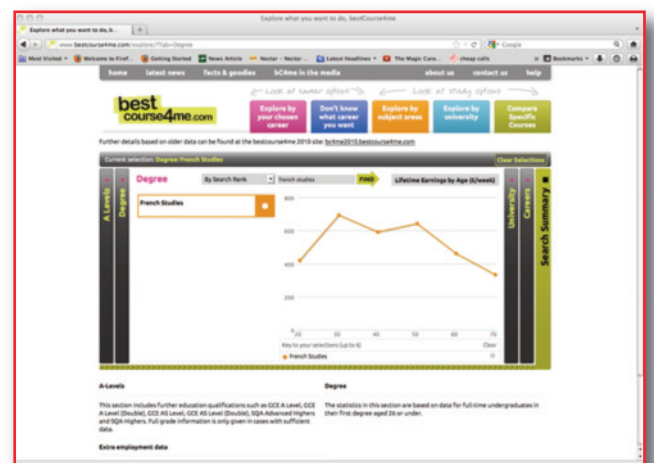 Explore what you want to do, bestCourse4me
Explore what you want to do, b...
www.bestcourse4me.com/explore/?Tab=Degree
Google
Most Visited
Welcome to Firef...
Getting Started
News Article
Nectar - Nectar ...
Latest Headlines
The Magic Care...
cheap calls
Bookmarks
home
latest news
facts & goodies
bC4me in the media
about us
contact us
help
best
course4me.com
Look at career options
Look at study options
Explore by
your chosen
career
Don't know
what career
you want
Explore by
subject areas
Explore by
university
Compare
Specific
Courses
Further details based on older data can be found at the bestcourse4me 2010 site: bc4me2010.bestcourse4me.com
Current selection: Degree: French Studies
Clear Selections
A Levels
Degree
Degree
By Search Rank
french studies
FIND
Lifetime Earnings by Age (£/week)
French Studies
800
600
400
200
0
20 30 40 50 60 70
Key to your selections (up to 6)
Clear
French Studies
University
Careers
Search Summary
A-Levels
This section includes further education qualifications such as GCE A Level, GCE
A Level (Double), GCE AS Level, GCE AS Level (Double), SQA Advanced Highers
and SQA Highers. Full grade information is only given in cases with sufficient
data.
Extra employment data
Degree
The statistics in this section are based on data for full-time undergraduates in
their first degree aged 26 or under.